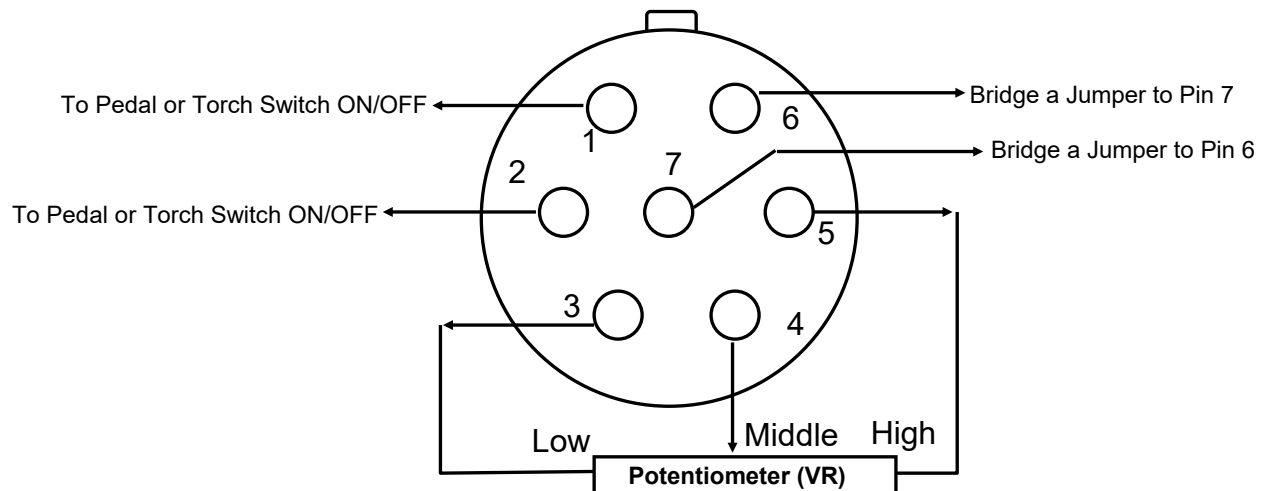 To Pedal or Torch Switch ON/OFF
1
6
Bridge a Jumper to Pin 7
2
7
Bridge a Jumper to Pin 6
To Pedal or Torch Switch ON/OFF
5
3
4
Low
Middle
High
Potentiometer (VR)